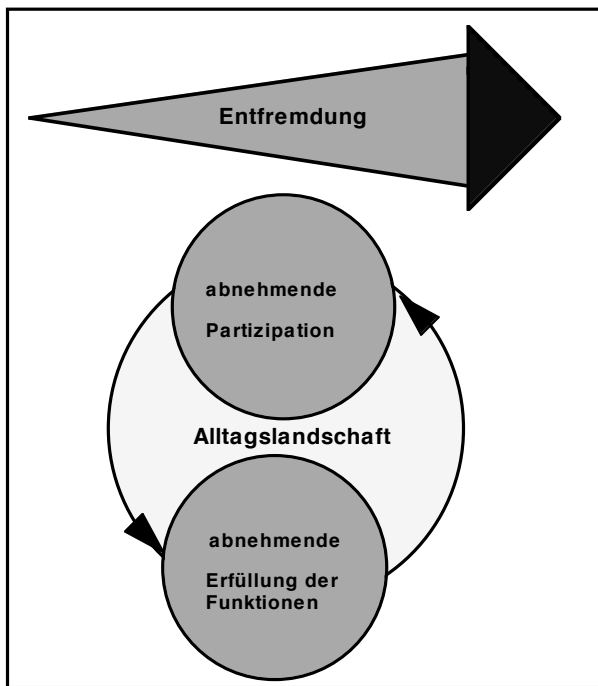 Entfremdung
abnehmende
Partizipation
Alltagslandschaft
abnehmende
Erfüllung der
Funktionen